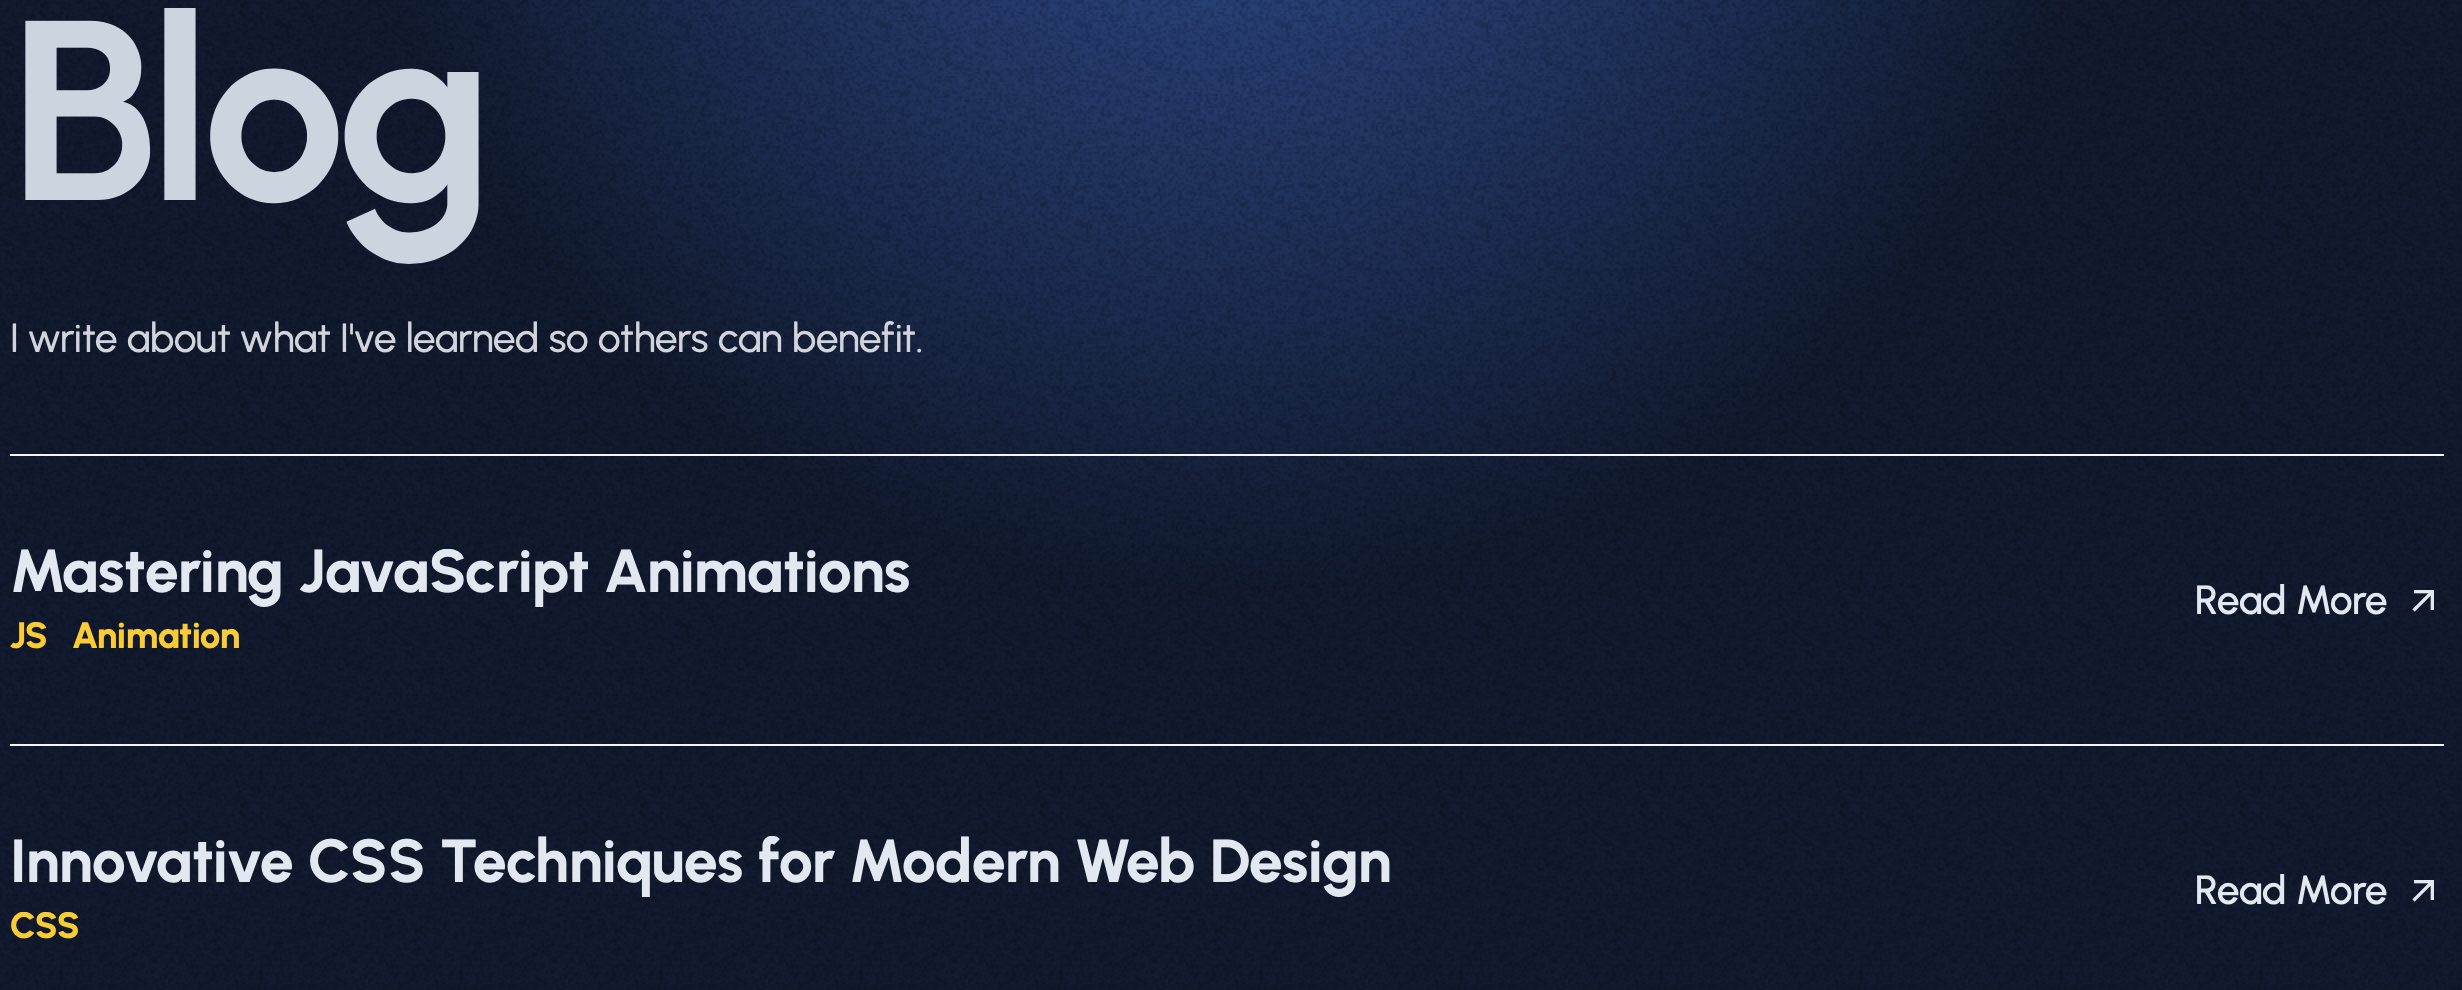 Blog
I write about what I've learned so others can benefit.
Mastering JavaScript Animations
JS Animation
Read More
Innovative CSS Techniques for Modern Web Design
CSS
Read More